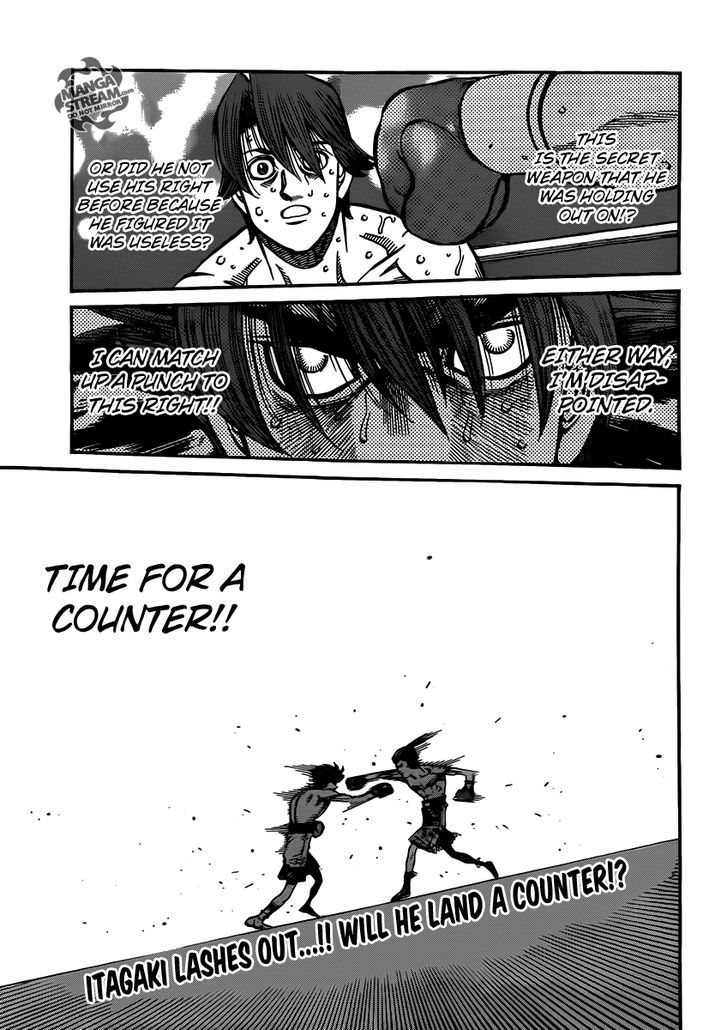 MANGA
STREAM.com
DO NOT MIRROR
THIS
IS THE SECRET
WEAPON THAT HE
WAS HOLDING
OUT ON!?
OR DID HE NOT
USE HIS RIGHT
BEFORE BECAUSE
HE FIGURED IT
WAS USELESS?
EITHER WAY,
I'M DISAP-
POINTED.
I CAN MATCH
UP A PUNCH TO
THIS RIGHT!!
TIME FOR A
COUNTER!!
ITAGAKI LASHES OUT...!! WILL HE LAND A COUNTER!?